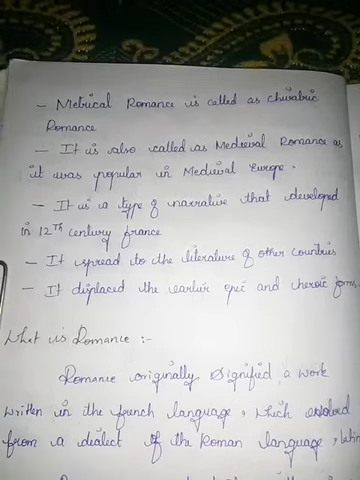 - Metrical Romance is called as Chivalric
Romance
- It is also called as Medieval Romance as
it was popular in Medieval Europe.
- It is a type of narrative that developed
in 12th century france
- It spread to the literature of other Countries
- It displaced the earlier epic and heroic forms.
What is Romance :-
Romance originally Signified a work
written in the french language, which evolved
from a dialect of the Roman language, latin